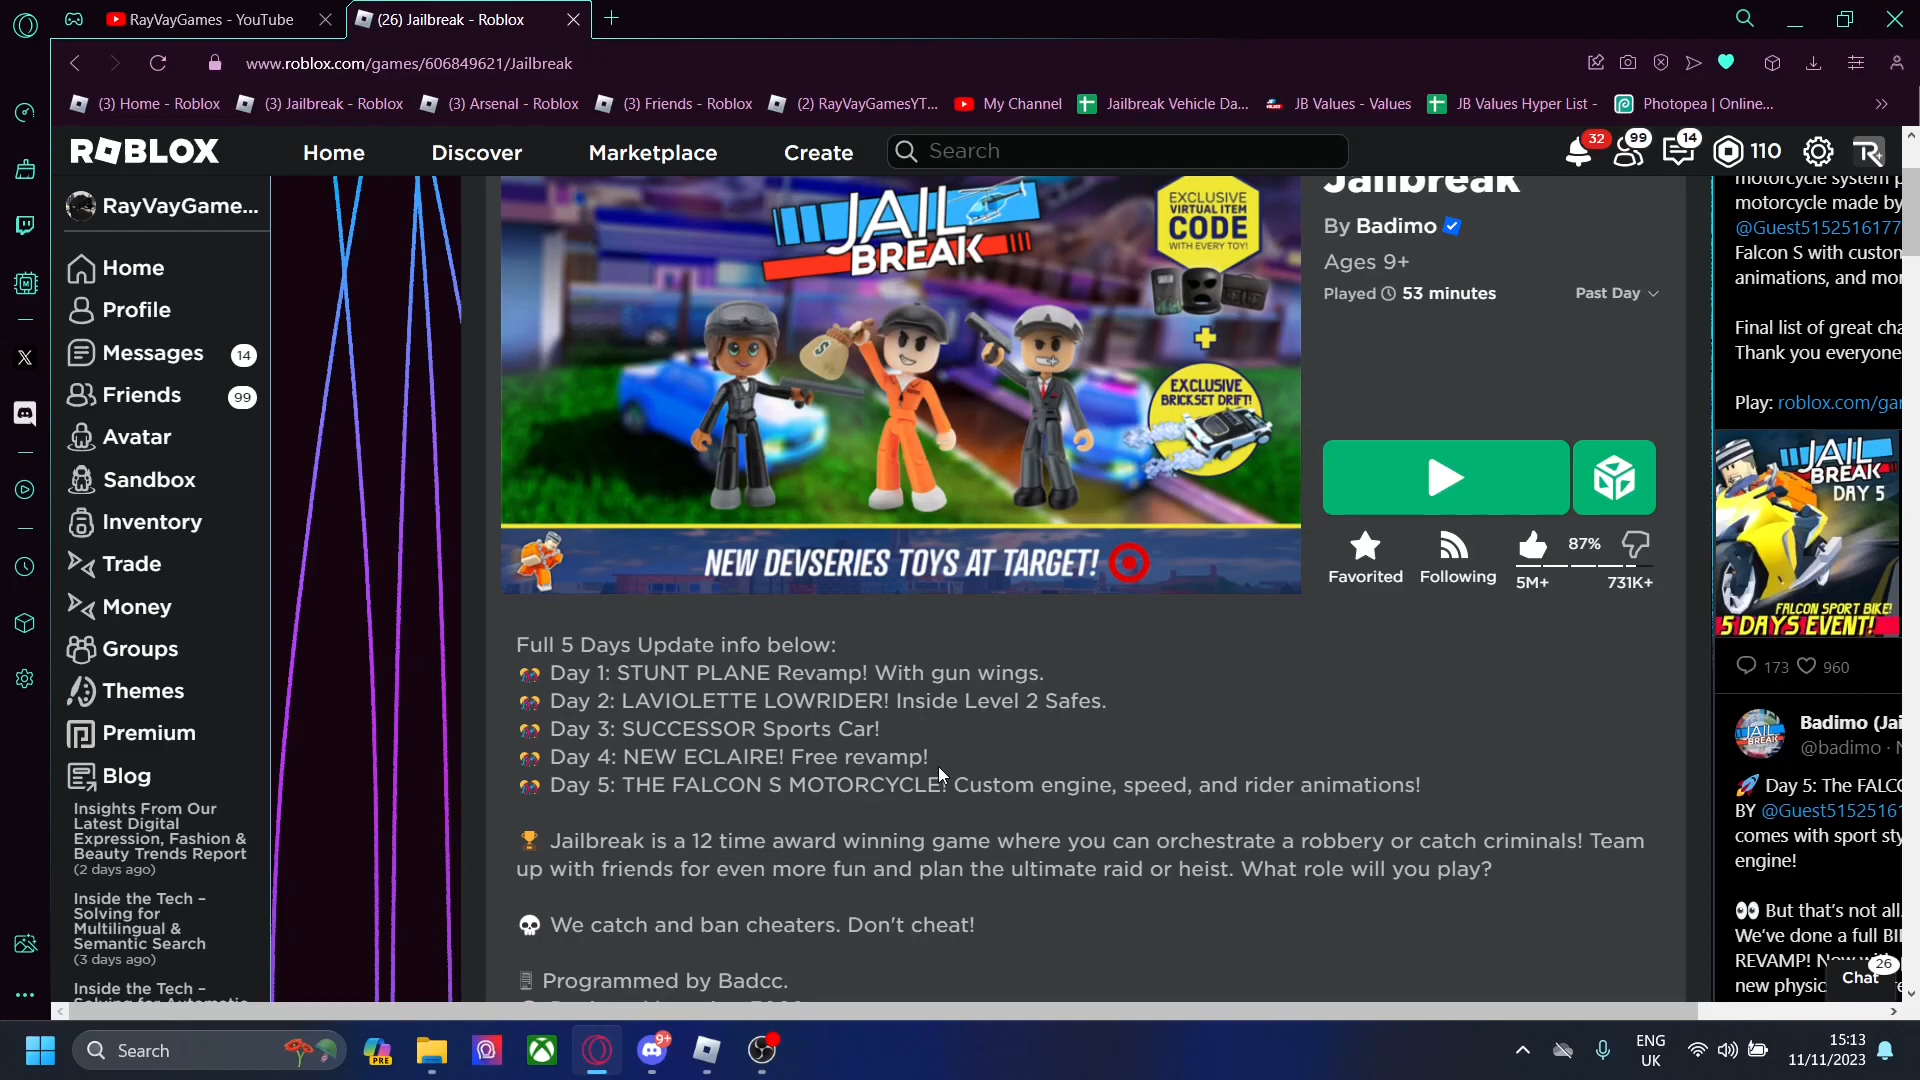 RayVayGames - YouTube
(26) Jailbreak - Roblox
www.roblox.com/games/606849621/Jailbreak
(3) Home - Roblox
(3) Jailbreak - Roblox
(3) Arsenal - Roblox
(3) Friends - Roblox
(2) RayVayGamesYT...
My Channel
Jailbreak Vehicle Da...
JB Values - Values
JB Values Hyper List -
Photopea | Online...
ROBLOX
Home
Discover
Marketplace
Create
Search
32
99
14
110
RayVayGame...
Home
Profile
Messages 14
Friends 99
Avatar
Sandbox
Inventory
Trade
Money
Groups
Themes
Premium
Blog
Insights From Our
Latest Digital
Expression, Fashion &
Beauty Trends Report
(2 days ago)
Inside the Tech –
Solving for
Multilingual &
Semantic Search
(3 days ago)
Inside the Tech –
Solving for Automatic
JAIL
BREAK
EXCLUSIVE
VIRTUAL ITEM
CODE
WITH EVERY TOY!
EXCLUSIVE
BRICKSET DRIFT!
NEW DEVSERIES TOYS AT TARGET!
Jailbreak
By Badimo
Ages 9+
Played 53 minutes
Past Day
Favorited
Following
87%
5M+
731K+
Full 5 Days Update info below:
Day 1: STUNT PLANE Revamp! With gun wings.
Day 2: LAVIOLETTE LOWRIDER! Inside Level 2 Safes.
Day 3: SUCCESSOR Sports Car!
Day 4: NEW ECLAIRE! Free revamp!
Day 5: THE FALCON S MOTORCYCLE! Custom engine, speed, and rider animations!
🏆 Jailbreak is a 12 time award winning game where you can orchestrate a robbery or catch criminals! Team
up with friends for even more fun and plan the ultimate raid or heist. What role will you play?
💀 We catch and ban cheaters. Don't cheat!
Programmed by Badcc.
motorcycle system p
motorcycle made by
@Guest5152516177
Falcon S with custon
animations, and mor
Final list of great cha
Thank you everyone
Play: roblox.com/gar
JAIL
BREAK
DAY 5
FALCON SPORT BIKE!
5 DAYS EVENT!
173
960
JAIL
Badimo (Jai
@badimo ·
🚀 Day 5: The FALC
BY @Guest5152516
comes with sport sty
engine!
👀 But that's not all.
We've done a full BI
REVAMP!
new physic
Chat
26
Search
PRE
9+
ENG
UK
15:13
11/11/2023